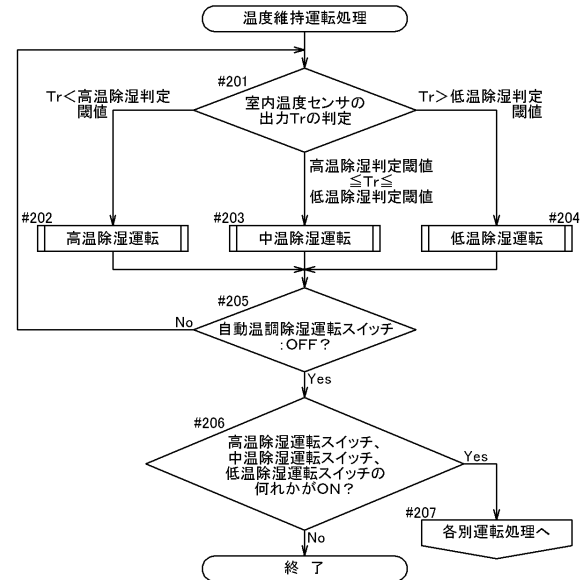 温度維持運転処理
#201
室内温度センサの
出力Trの判定
Tr＜高温除湿判定
閾値
Tr＞低温除湿判定
閾値
高温除湿判定閾値
≦Tr≦
低温除湿判定閾値
#202
高温除湿運転
#203
中温除湿運転
#204
低温除湿運転
#205
自動温調除湿運転スイッチ
:OFF？
No
Yes
#206
高温除湿運転スイッチ、
中温除湿運転スイッチ、
低温除湿運転スイッチの
何れかがON？
Yes
No
#207
各別運転処理へ
終 了